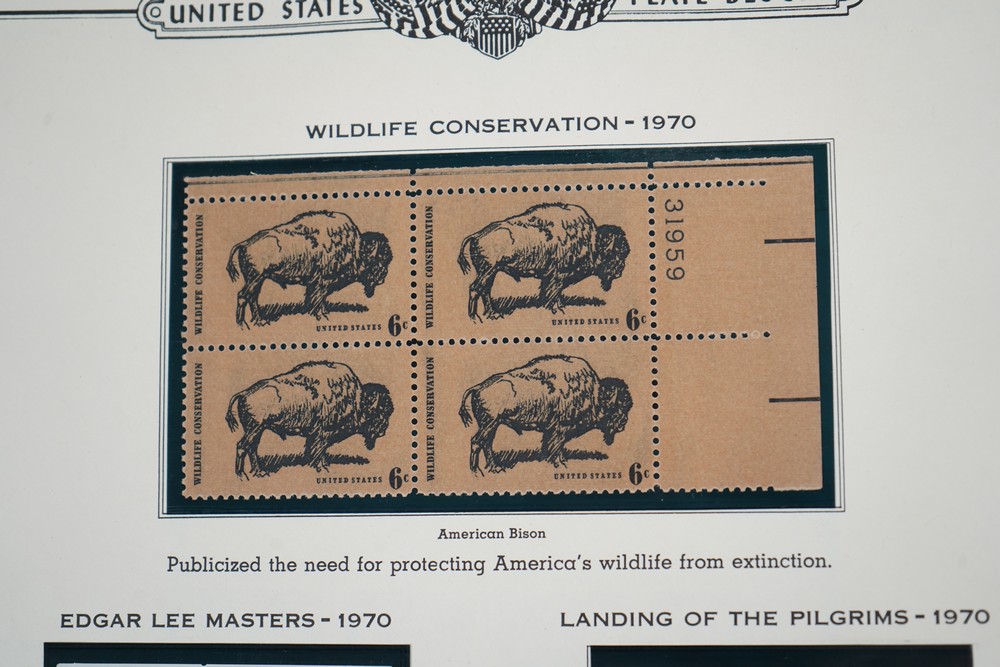 UNITED STATES
WILDLIFE CONSERVATION - 1970
WILDLIFE CONSERVATION
UNITED STATES 6c
WILDLIFE CONSERVATION
UNITED STATES 6c
31959
WILDLIFE CONSERVATION
UNITED STATES 6c
WILDLIFE CONSERVATION
UNITED STATES 6c
American Bison
Publicized the need for protecting America's wildlife from extinction.
EDGAR LEE MASTERS - 1970
LANDING OF THE PILGRIMS - 1970